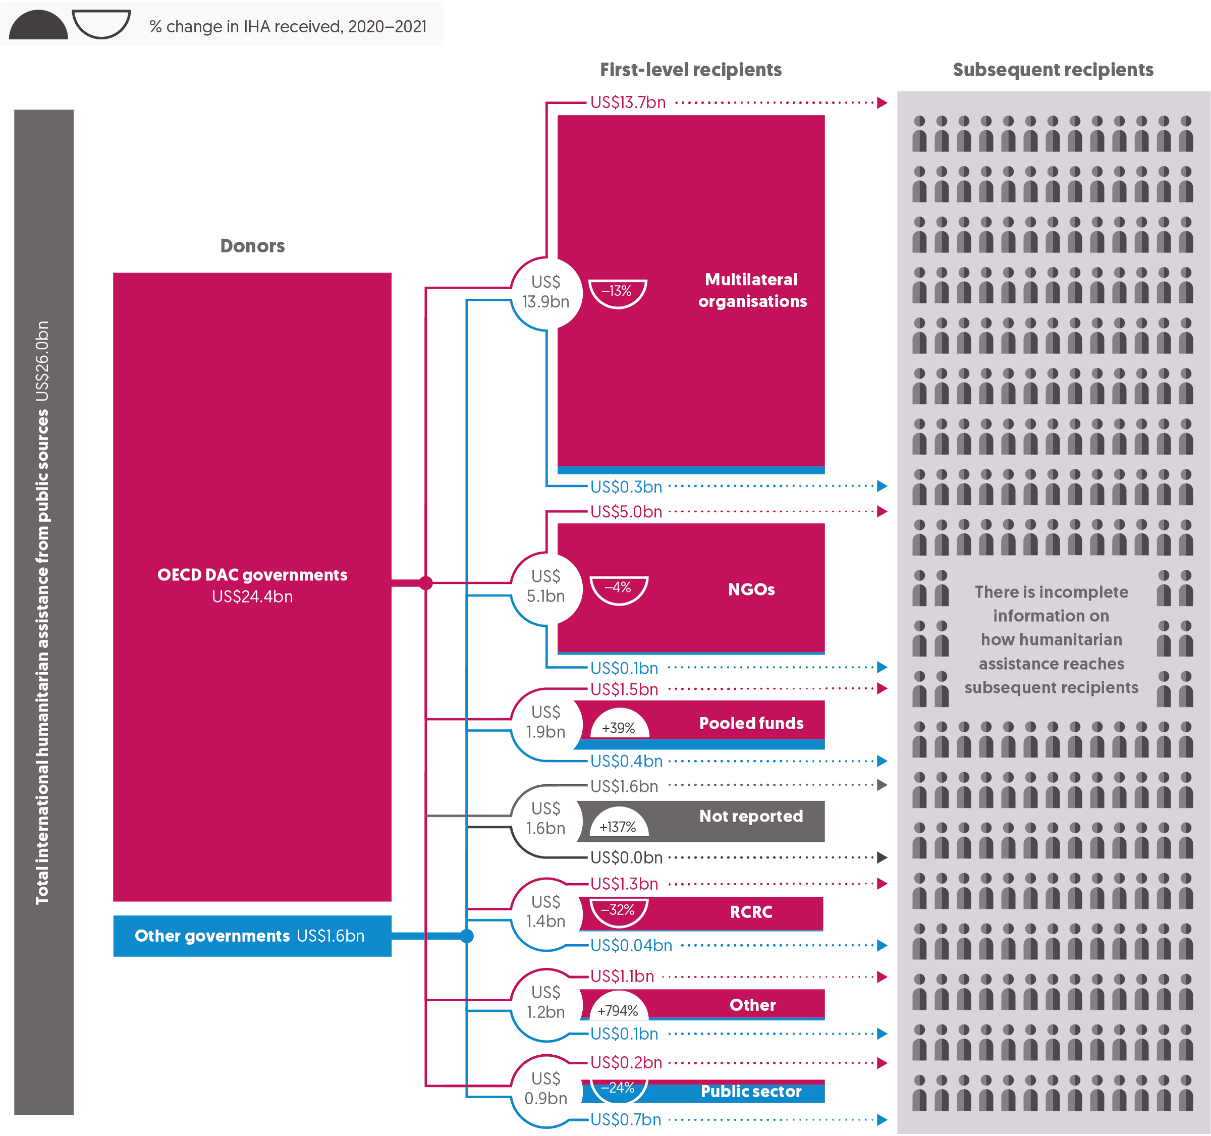 % change in IHA received, 2020–2021
First-level recipients
Subsequent recipients
Donors
Total international humanitarian assistance from public sources US$26.0bn
OECD DAC governments
US$24.4bn
Other governments US$1.6bn
US$13.7bn
US$
13.9bn
–13%
Multilateral
organisations
US$0.3bn
US$5.0bn
US$
5.1bn
–4%
NGOs
US$0.1bn
US$1.5bn
US$
1.9bn
+39%
Pooled funds
US$0.4bn
US$1.6bn
US$
1.6bn
+137%
Not reported
US$0.0bn
US$1.3bn
US$
1.4bn
–32%
RCRC
US$0.04bn
US$1.1bn
US$
1.2bn
+794%
Other
US$0.1bn
US$0.2bn
US$
0.9bn
–24%
Public sector
US$0.7bn
There is incomplete
information on
how humanitarian
assistance reaches
subsequent recipients